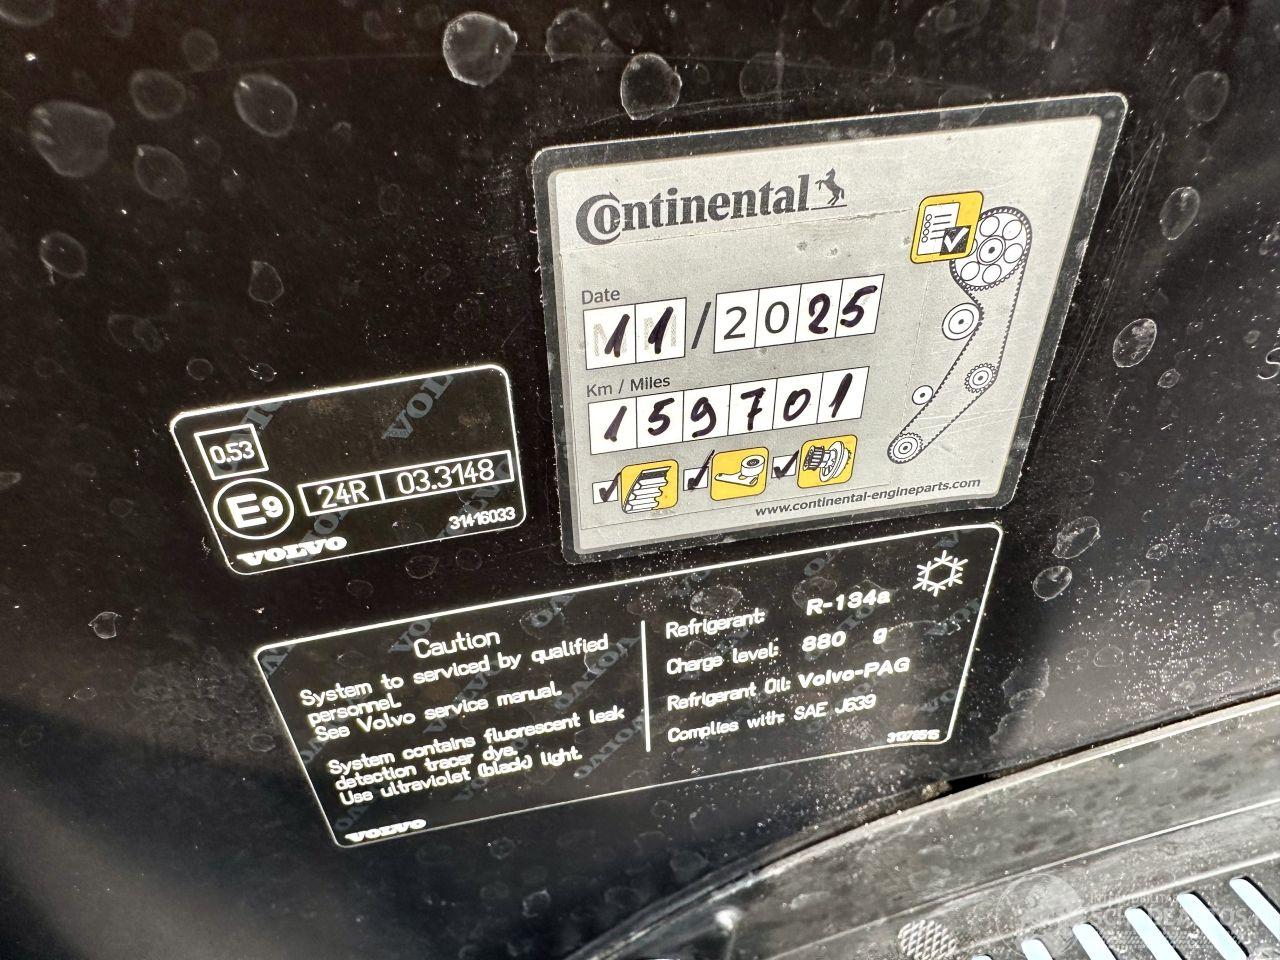 Continental
Date
11/2025
Km / Miles
159701
www.continental-engineparts.com
0.53
E9
24R 03.3148
31416033
VOLVO
Caution
System to serviced by qualified
personnel.
See Volvo service manual.
System contains fluorescent leak
detection tracer dye.
Use ultraviolet (black) light.
VOLVO
Refrigerant: R-134a
Charge level: 880 g
Refrigerant Oil: Volvo-PAG
Complies with: SAE J639
31378515